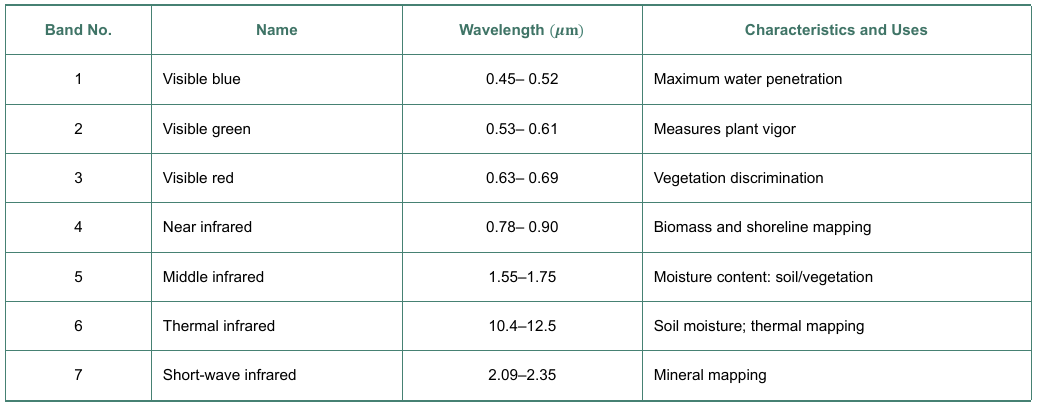 Band No. Name Wavelength (μm) Characteristics and Uses
1 Visible blue 0.45– 0.52 Maximum water penetration
2 Visible green 0.53– 0.61 Measures plant vigor
3 Visible red 0.63– 0.69 Vegetation discrimination
4 Near infrared 0.78– 0.90 Biomass and shoreline mapping
5 Middle infrared 1.55–1.75 Moisture content: soil/vegetation
6 Thermal infrared 10.4–12.5 Soil moisture; thermal mapping
7 Short-wave infrared 2.09–2.35 Mineral mapping